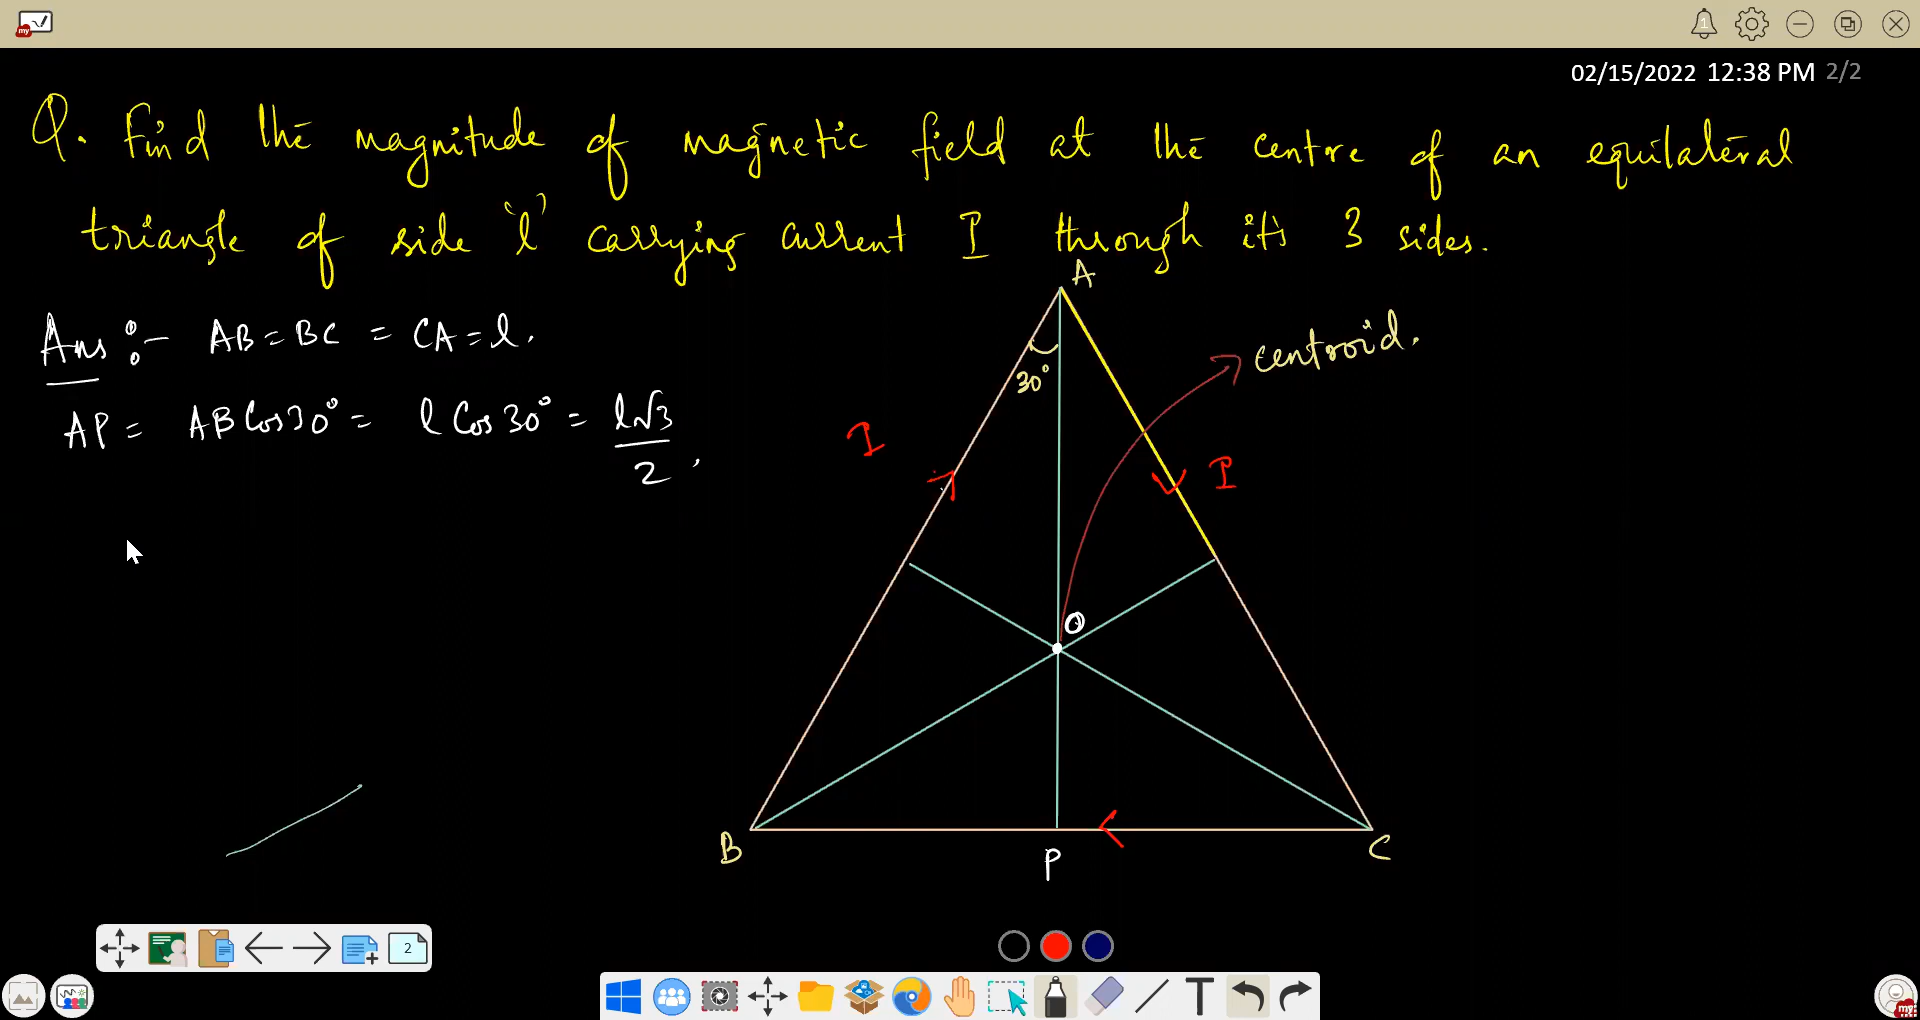 02/15/2022 12:38 PM 2/2
Q. Find the magnitude of magnetic field at the centre of an equilateral
triangle of side 'l' carrying current I through its 3 sides.
A
Ans :- AB = BC = CA = l.
centroid.
30°
AP = AB Cos30° = l Cos 30° = l√3/2.
I
I
O
B
P
C
2